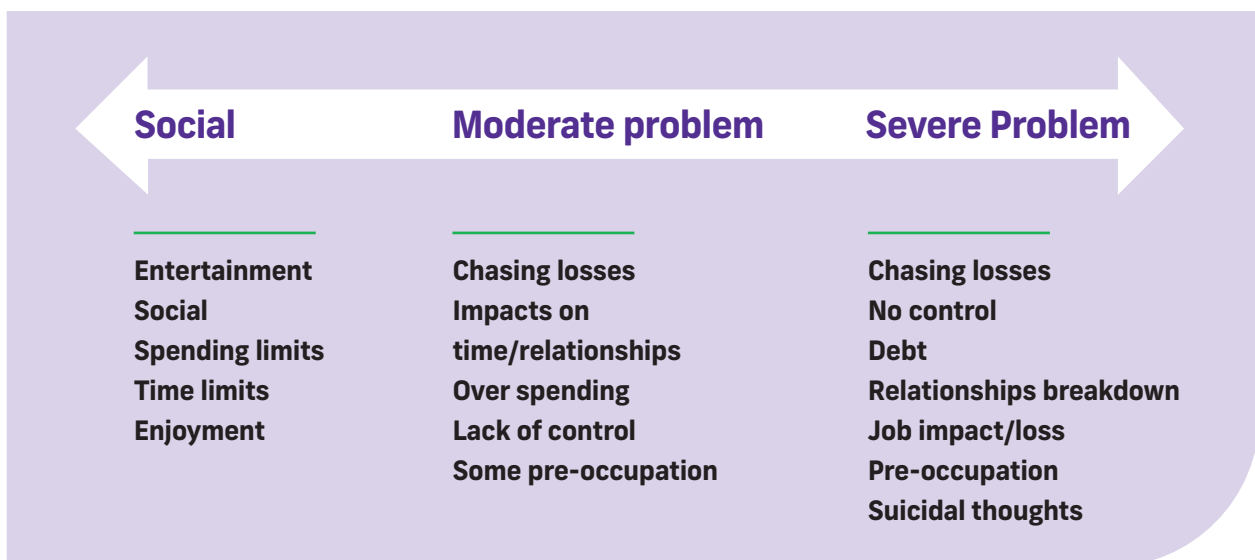 Social
Moderate problem
Severe Problem
Entertainment
Social
Spending limits
Time limits
Enjoyment
Chasing losses
Impacts on
time/relationships
Over spending
Lack of control
Some pre-occupation
Chasing losses
No control
Debt
Relationships breakdown
Job impact/loss
Pre-occupation
Suicidal thoughts